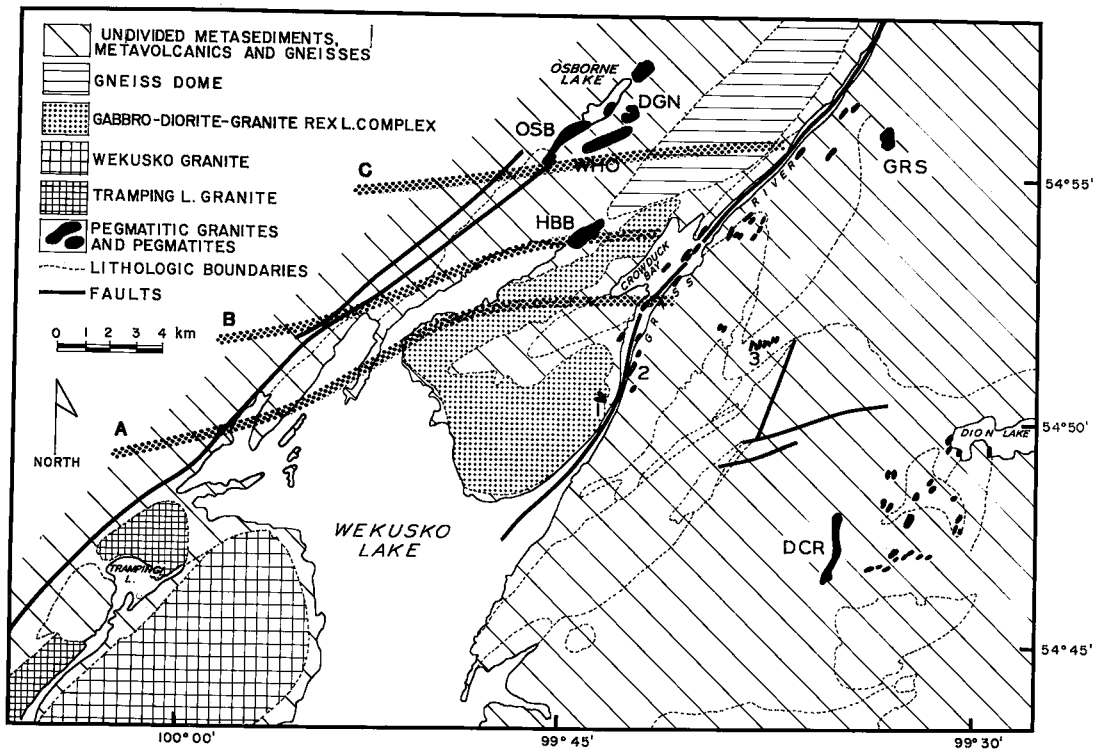 UNDIVIDED METASEDIMENTS,
METAVOLCANICS AND GNEISSES
GNEISS DOME
GABBRO-DIORITE-GRANITE REX L. COMPLEX
WEKUSKO GRANITE
TRAMPING L. GRANITE
PEGMATITIC GRANITES
AND PEGMATITES
LITHOLOGIC BOUNDARIES
FAULTS
0 1 2 3 4 km
NORTH
OSBORNE
LAKE
DGN
OSB
WHO
C
GRS
HBB
CROWDUCK
BAY
GRASS RIVER
B
A
3
2
1
DION LAKE
WEKUSKO
LAKE
DCR
TRAMPING
L.
54°55'
54°50'
54°45'
100°00'
99°45'
99°30'